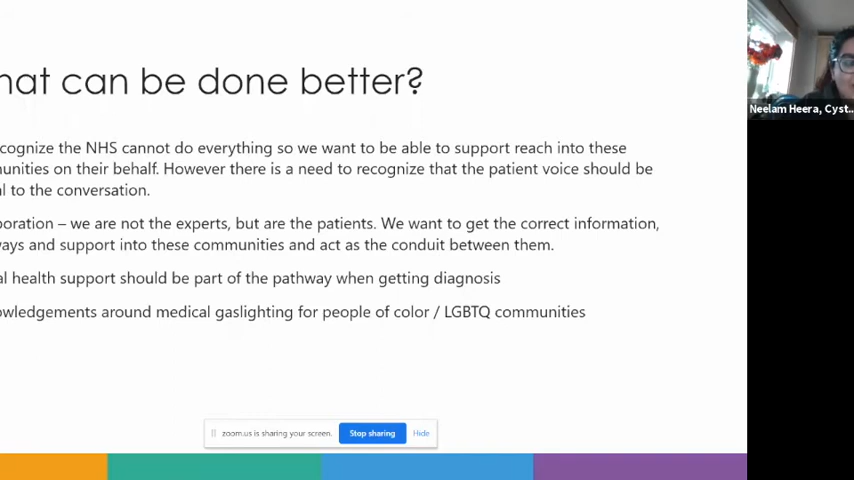 hat can be done better?
Neelam Heera, Cyst...
cognize the NHS cannot do everything so we want to be able to support reach into these
unities on their behalf. However there is a need to recognize that the patient voice should be
l to the conversation.
oration – we are not the experts, but are the patients. We want to get the correct information,
ways and support into these communities and act as the conduit between them.
al health support should be part of the pathway when getting diagnosis
owledgements around medical gaslighting for people of color / LGBTQ communities
zoom.us is sharing your screen. Stop sharing Hide